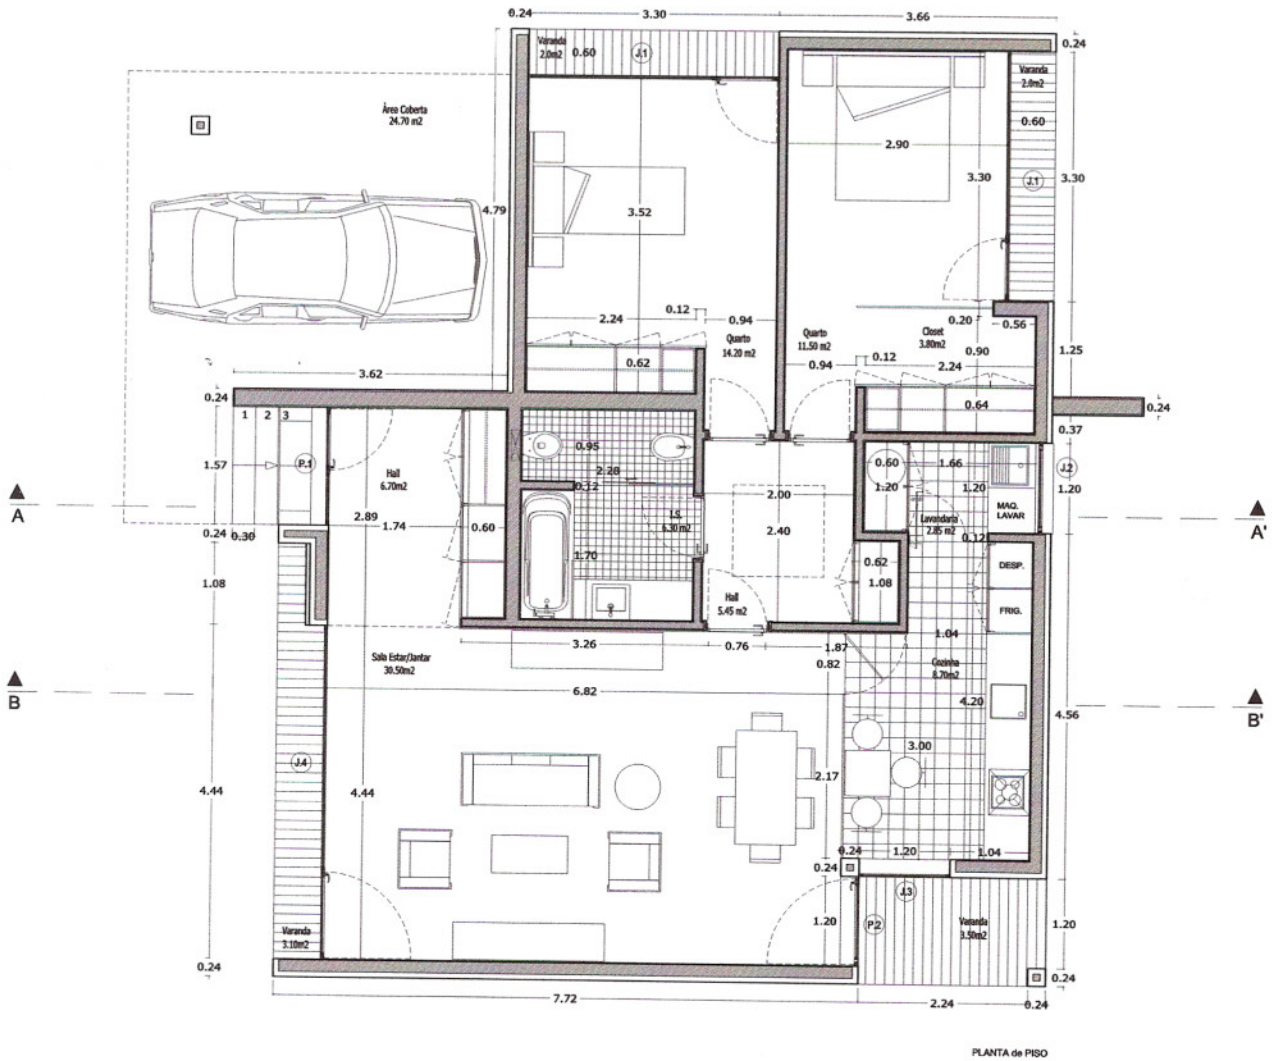 0.24
3.30
3.66
Varanda
2.0m2
0.60
J.1
0.24
Varanda
2.0m2
0.60
Área Coberta
24.70 m2
2.90
3.30
J.1
3.30
4.79
3.52
0.12
2.24
0.94
Quarto
14.20 m2
Quarto
11.50 m2
0.20
0.56
Closet
3.80m2
0.12
0.90
0.94
2.24
1.25
0.62
3.62
0.64
0.24
0.24
1
2
3
0.37
0.95
P.1
1.57
Hall
6.70m2
2.28
0.12
0.60
1.66
J.2
1.20
1.20
1.20
2.00
MAQ.
LAVAR
A
A'
I.S.
6.30 m2
Lavandaria
2.85 m2
2.89
1.74
0.60
2.40
0.24
0.30
0.12
1.70
0.62
1.08
DESP.
1.08
Hall
5.45 m2
FRIG.
1.04
3.26
0.76
1.87
Sala Estar/Jantar
30.50m2
0.82
Cozinha
8.70m2
B
B'
6.82
4.20
4.56
3.00
J.4
2.17
4.44
4.44
0.24
1.20
1.04
0.24
J.3
Varanda
3.10m2
1.20
P.2
Varanda
3.50m2
1.20
0.24
0.24
7.72
2.24
0.24
PLANTA de PISO